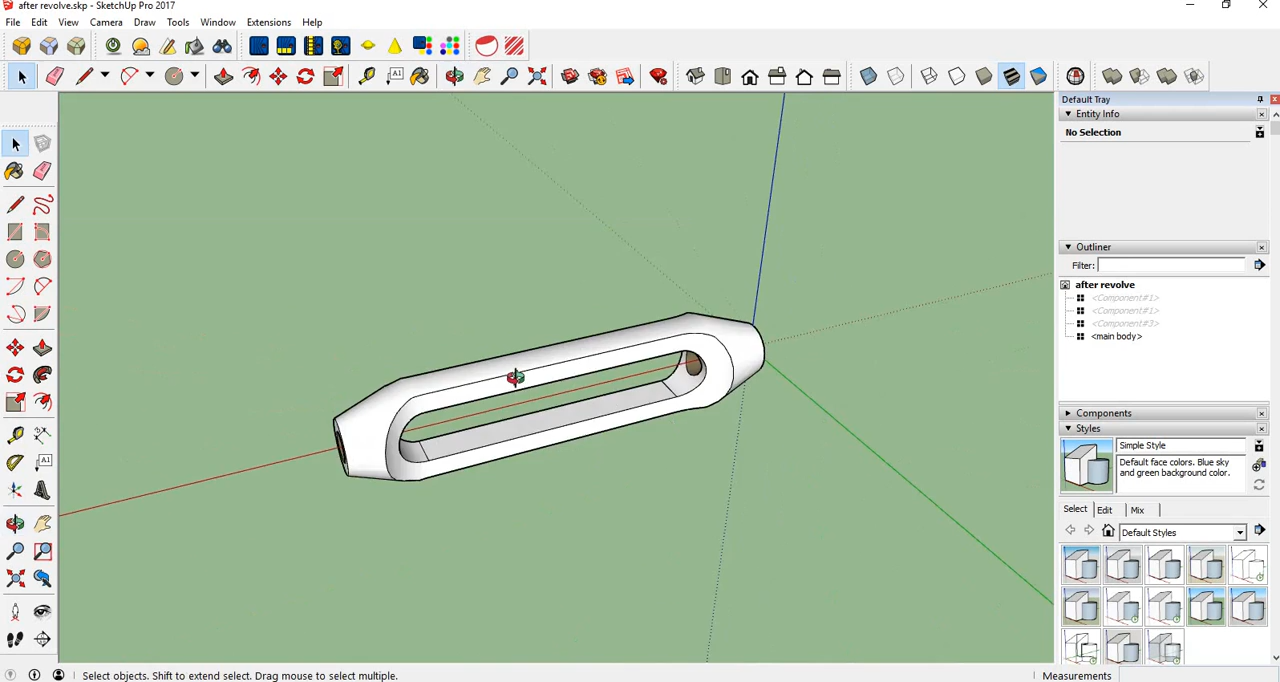 after revolve.skp - SketchUp Pro 2017
File Edit View Camera Draw Tools Window Extensions Help
Default Tray
Entity Info
No Selection
Outliner
Filter:
after revolve
<Component#1>
<Component#1>
<Component#3>
<main body>
Components
Styles
Simple Style
Default face colors. Blue sky
and green background color.
Select Edit Mix
Default Styles
Select objects. Shift to extend select. Drag mouse to select multiple.
Measurements